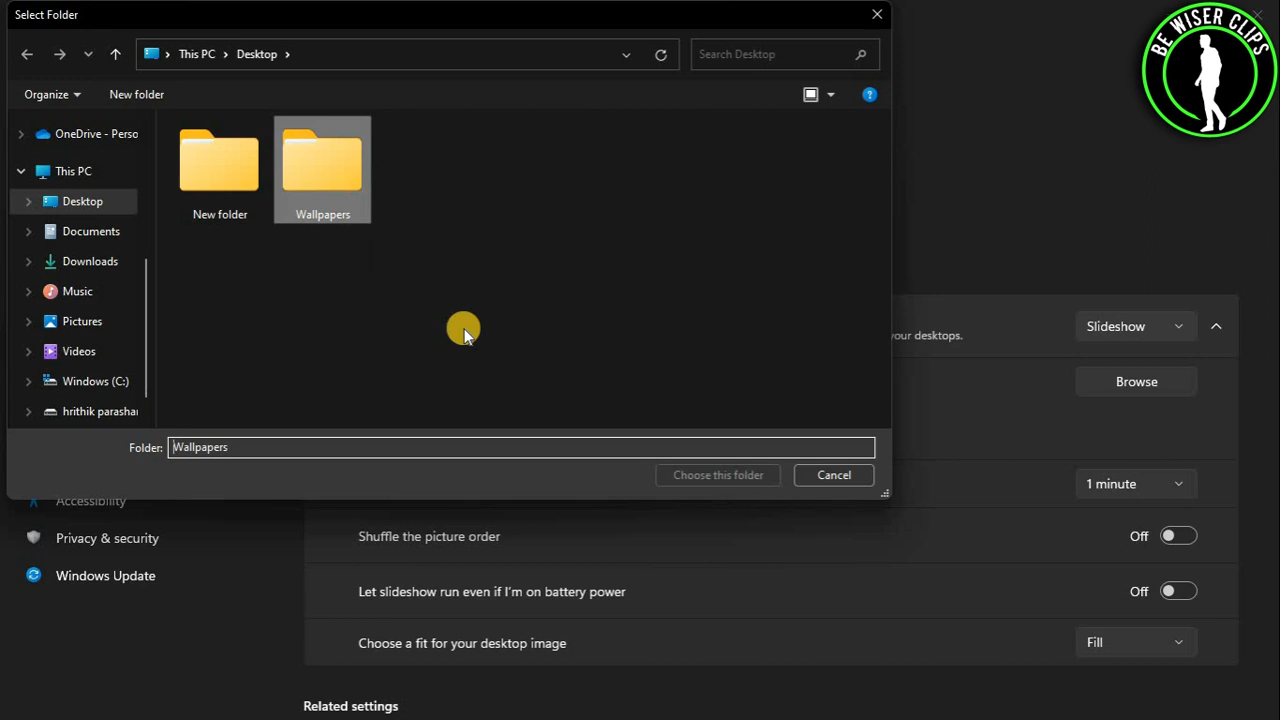 Select Folder
This PC > Desktop >
Search Desktop
Organize
New folder
OneDrive - Perso
This PC
Desktop
Documents
Downloads
Music
Pictures
Videos
Windows (C:)
hrithik parashar
New folder
Wallpapers
Folder: Wallpapers
Choose this folder
Cancel
BE WISER CLIPS
your desktops.
Slideshow
Browse
1 minute
Accessibility
Privacy & security
Windows Update
Shuffle the picture order
Off
Let slideshow run even if I'm on battery power
Off
Choose a fit for your desktop image
Fill
Related settings